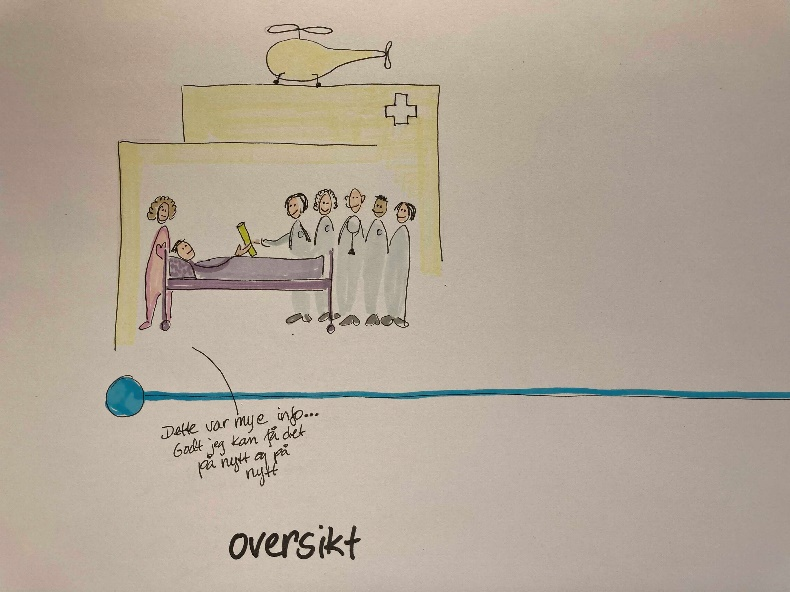 Dette var mye info...
Godt jeg kan få det
på nytt og på
nytt
oversikt